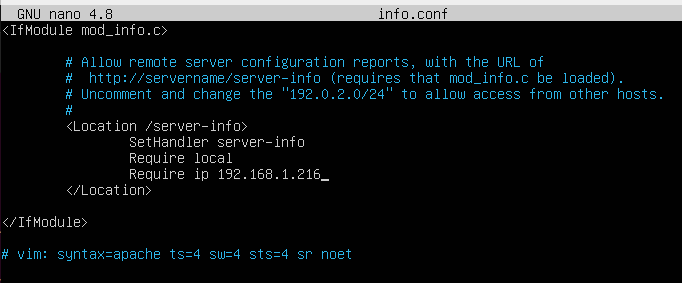 GNU nano 4.8 info.conf
<IfModule mod_info.c>
# Allow remote server configuration reports, with the URL of
#  http://servername/server-info (requires that mod_info.c be loaded).
# Uncomment and change the "192.0.2.0/24" to allow access from other hosts.
#
<Location /server-info>
SetHandler server-info
Require local
Require ip 192.168.1.216_
</Location>
</IfModule>
# vim: syntax=apache ts=4 sw=4 sts=4 sr noet